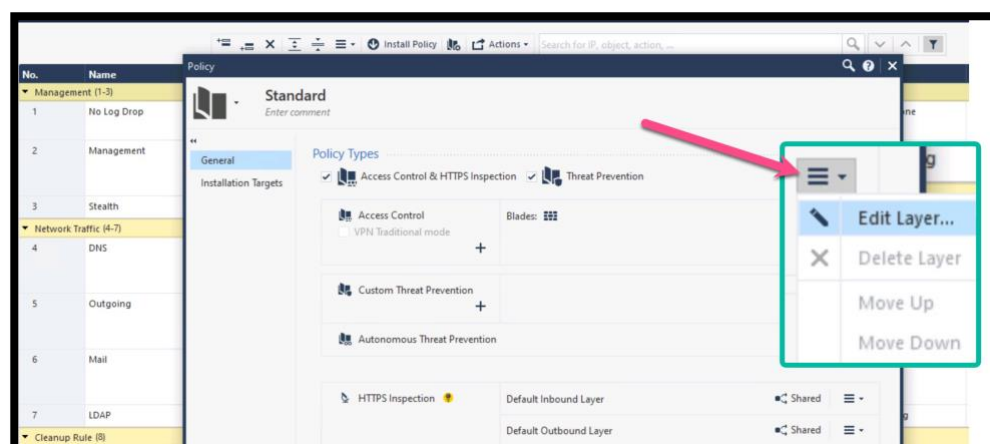 Install Policy Actions Search for IP, object, action, ...
No. Name
Policy
Management (1-3)
1 No Log Drop
2 Management
3 Stealth
Network Traffic (4-7)
4 DNS
5 Outgoing
6 Mail
7 LDAP
Cleanup Rule (8)
Standard
Enter comment
General
Installation Targets
Policy Types
Access Control & HTTPS Inspection Threat Prevention
Access Control Blades:
VPN Traditional mode
Custom Threat Prevention
Autonomous Threat Prevention
HTTPS Inspection Default Inbound Layer Shared
Default Outbound Layer Shared
Edit Layer...
Delete Layer
Move Up
Move Down